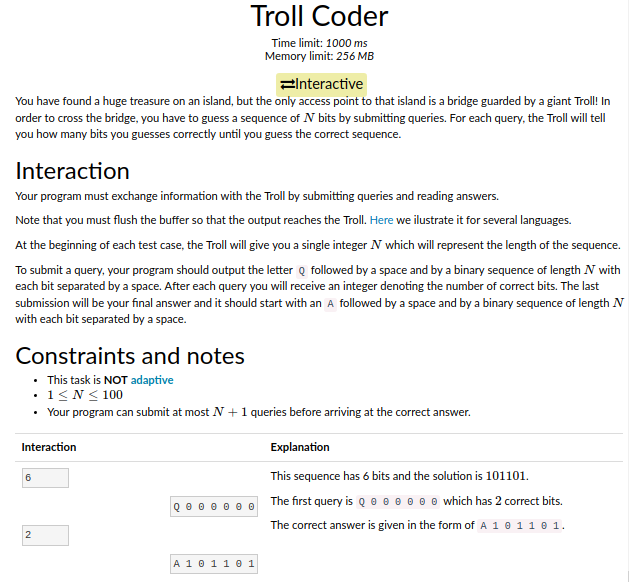 Troll Coder
Time limit: 1000 ms
Memory limit: 256 MB
⇄Interactive
You have found a huge treasure on an island, but the only access point to that island is a bridge guarded by a giant Troll! In
order to cross the bridge, you have to guess a sequence of N bits by submitting queries. For each query, the Troll will tell
you how many bits you guesses correctly until you guess the correct sequence.
Interaction
Your program must exchange information with the Troll by submitting queries and reading answers.
Note that you must flush the buffer so that the output reaches the Troll. Here we ilustrate it for several languages.
At the beginning of each test case, the Troll will give you a single integer N which will represent the length of the sequence.
To submit a query, your program should output the letter Q followed by a space and by a binary sequence of length N with
each bit separated by a space. After each query you will receive an integer denoting the number of correct bits. The last
submission will be your final answer and it should start with an A followed by a space and by a binary sequence of length N
with each bit separated by a space.
Constraints and notes
• This task is NOT adaptive
• 1 ≤ N ≤ 100
• Your program can submit at most N + 1 queries before arriving at the correct answer.
Interaction Explanation
6 This sequence has 6 bits and the solution is 101101.
Q 0 0 0 0 0 0 The first query is Q 0 0 0 0 0 0 which has 2 correct bits.
2 The correct answer is given in the form of A 1 0 1 1 0 1.
A 1 0 1 1 0 1